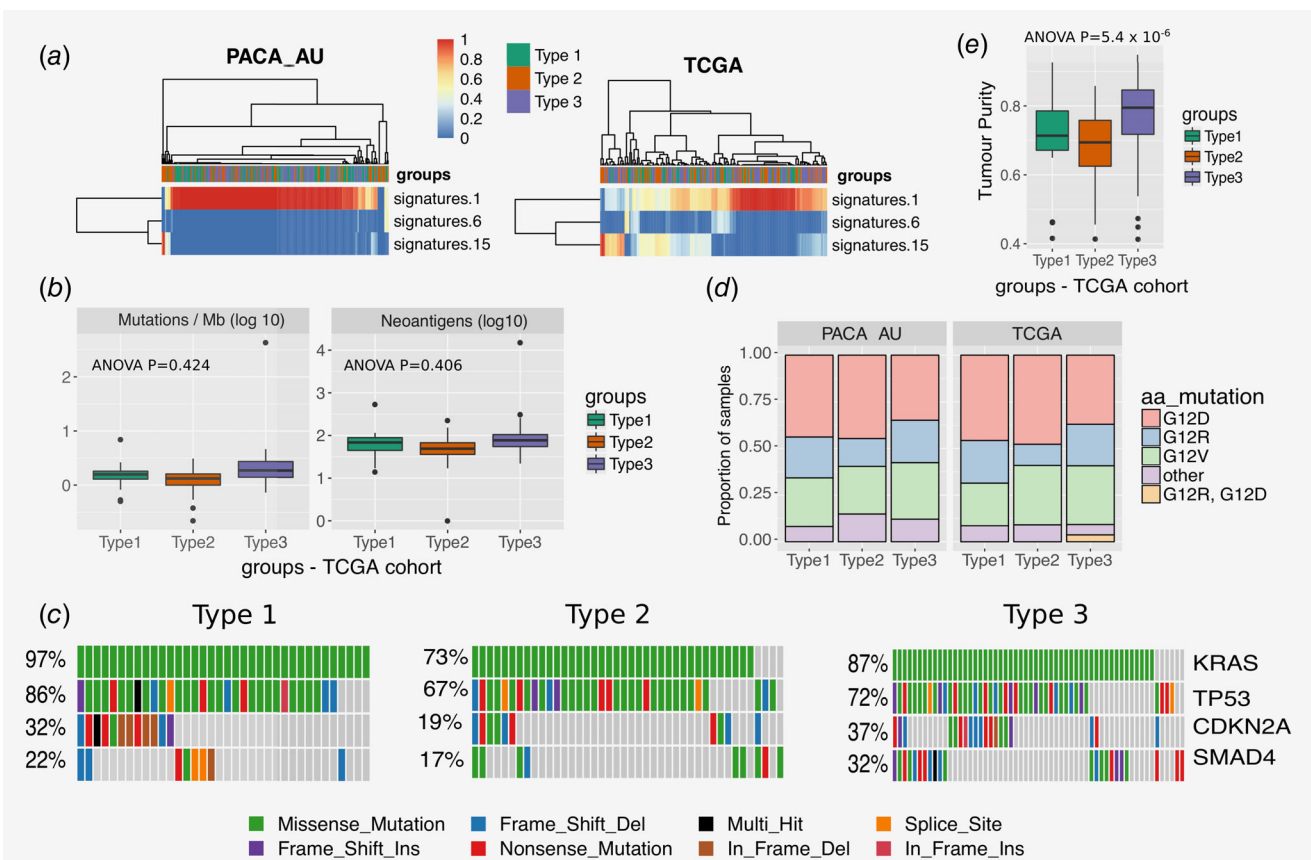 (a)
PACA_AU
1
0.8
0.6
0.4
0.2
0
Type 1
Type 2
Type 3
TCGA
groups
signatures.1
signatures.6
signatures.15
groups
signatures.1
signatures.6
signatures.15
(e)
ANOVA P=5.4 x 10-6
Tumour Purity
0.8
0.6
0.4
Type1 Type2 Type3
groups - TCGA cohort
groups
Type1
Type2
Type3
(b)
Mutations / Mb (log 10)
Neoantigens (log10)
ANOVA P=0.424
ANOVA P=0.406
2
1
0
4
3
2
1
0
Type1 Type2 Type3
Type1 Type2 Type3
groups - TCGA cohort
groups
Type1
Type2
Type3
(d)
PACA AU
TCGA
Proportion of samples
1.00
0.75
0.50
0.25
0.00
Type1 Type2 Type3
Type1 Type2 Type3
aa_mutation
G12D
G12R
G12V
other
G12R, G12D
(c)
Type 1
Type 2
Type 3
97%
86%
32%
22%
73%
67%
19%
17%
87%
72%
37%
32%
KRAS
TP53
CDKN2A
SMAD4
Missense_Mutation
Frame_Shift_Del
Multi_Hit
Splice_Site
Frame_Shift_Ins
Nonsense_Mutation
In_Frame_Del
In_Frame_Ins